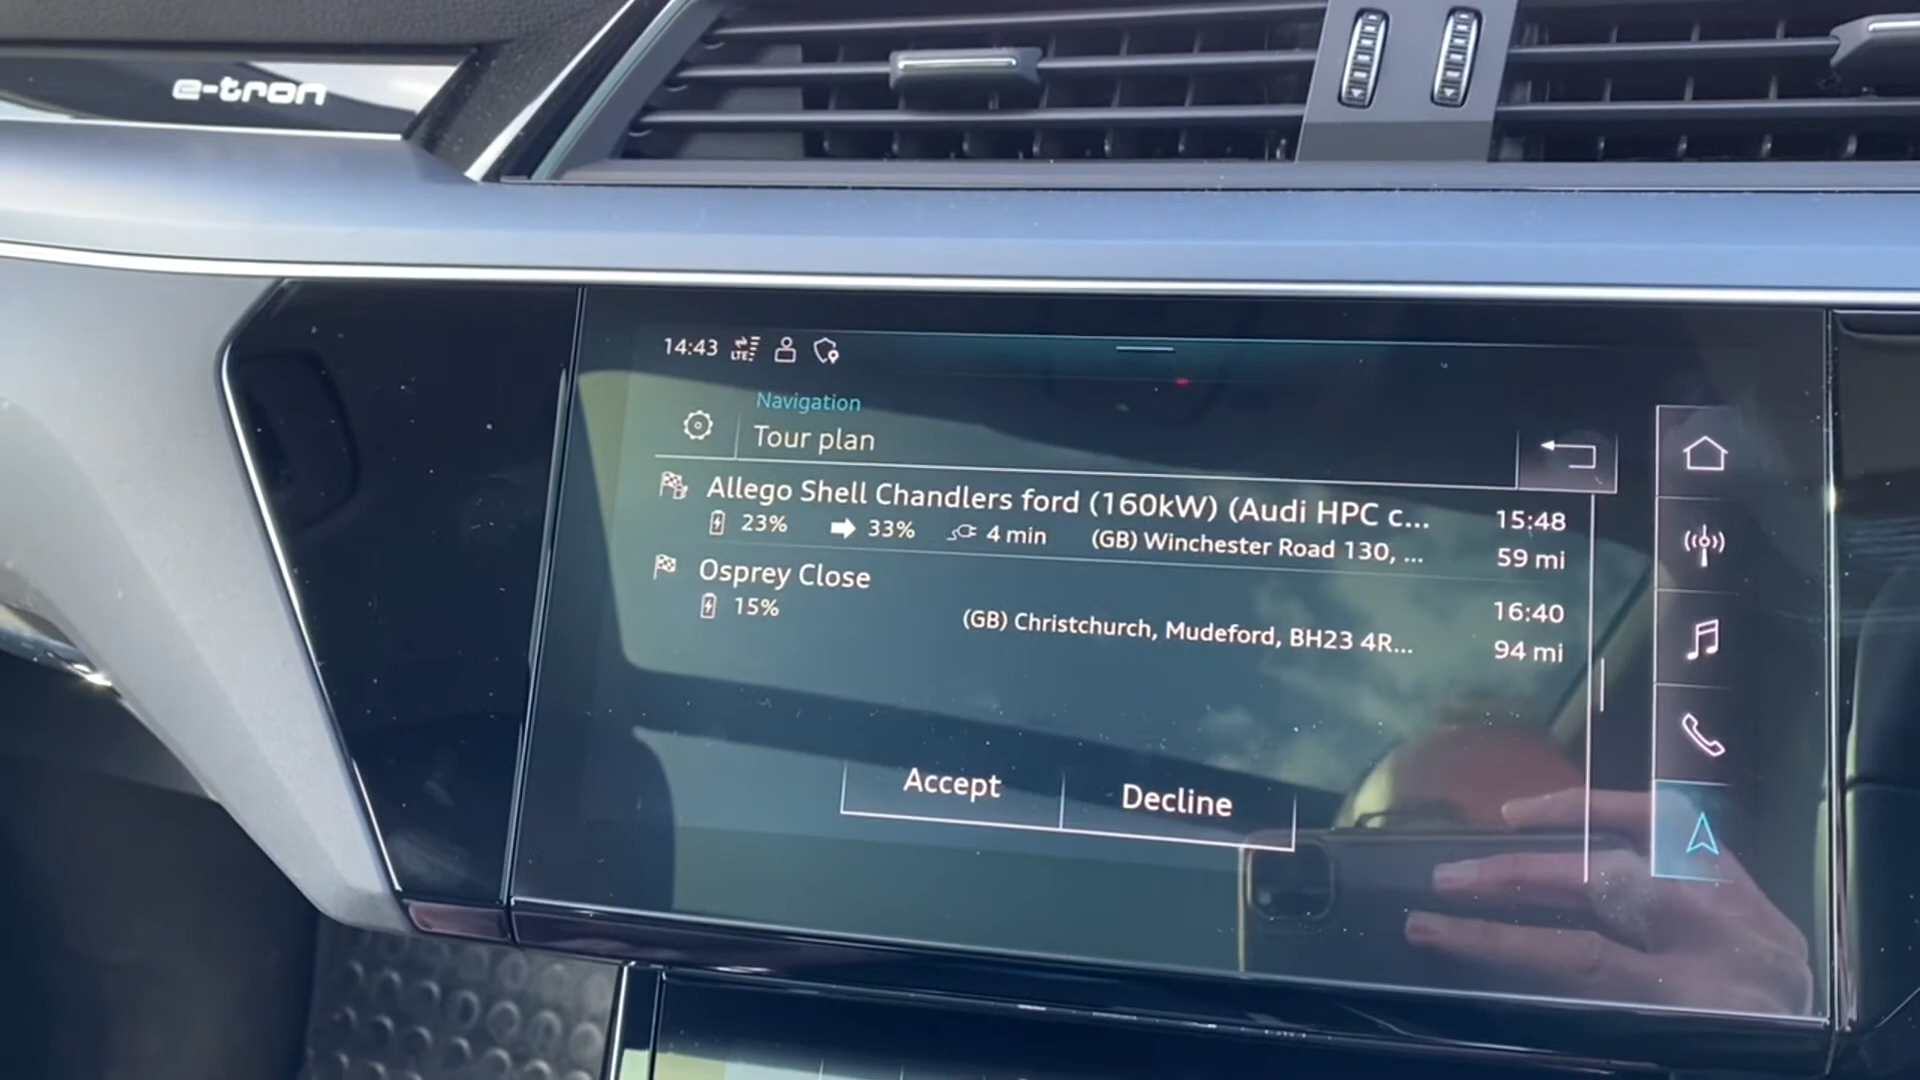 e-tron
14:43 LTE
Navigation
Tour plan
Allego Shell Chandlers ford (160kW) (Audi HPC c... 15:48
23% 33% 4 min (GB) Winchester Road 130, ... 59 mi
Osprey Close 16:40
15% (GB) Christchurch, Mudeford, BH23 4R... 94 mi
Accept Decline